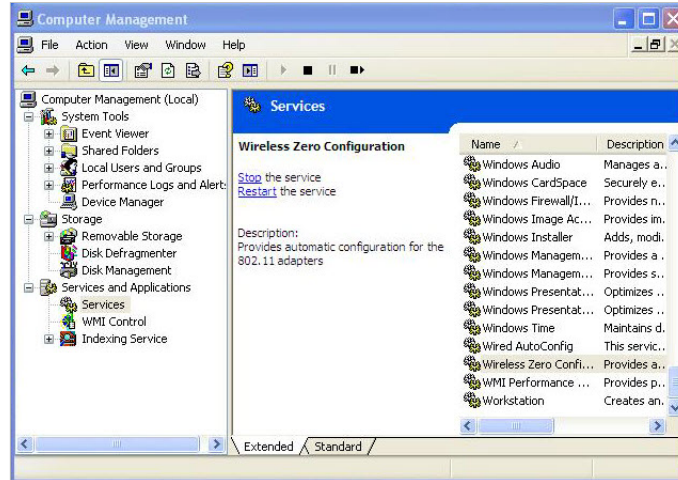 Computer Management
File Action View Window Help
Computer Management (Local)
System Tools
Event Viewer
Shared Folders
Local Users and Groups
Performance Logs and Alert
Device Manager
Storage
Removable Storage
Disk Defragmenter
Disk Management
Services and Applications
Services
WMI Control
Indexing Service
Services
Wireless Zero Configuration
Stop the service
Restart the service
Description:
Provides automatic configuration for the
802.11 adapters
Name Description
Windows Audio Manages a..
Windows CardSpace Securely e..
Windows Firewall/I... Provides n..
Windows Image Ac... Provides im.
Windows Installer Adds, modi.
Windows Managem... Provides a .
Windows Managem... Provides s..
Windows Presentat... Optimizes ..
Windows Presentat... Optimizes ..
Windows Time Maintains d.
Wired AutoConfig This servic..
Wireless Zero Confi... Provides a..
WMI Performance ... Provides p..
Workstation Creates an.
Extended Standard